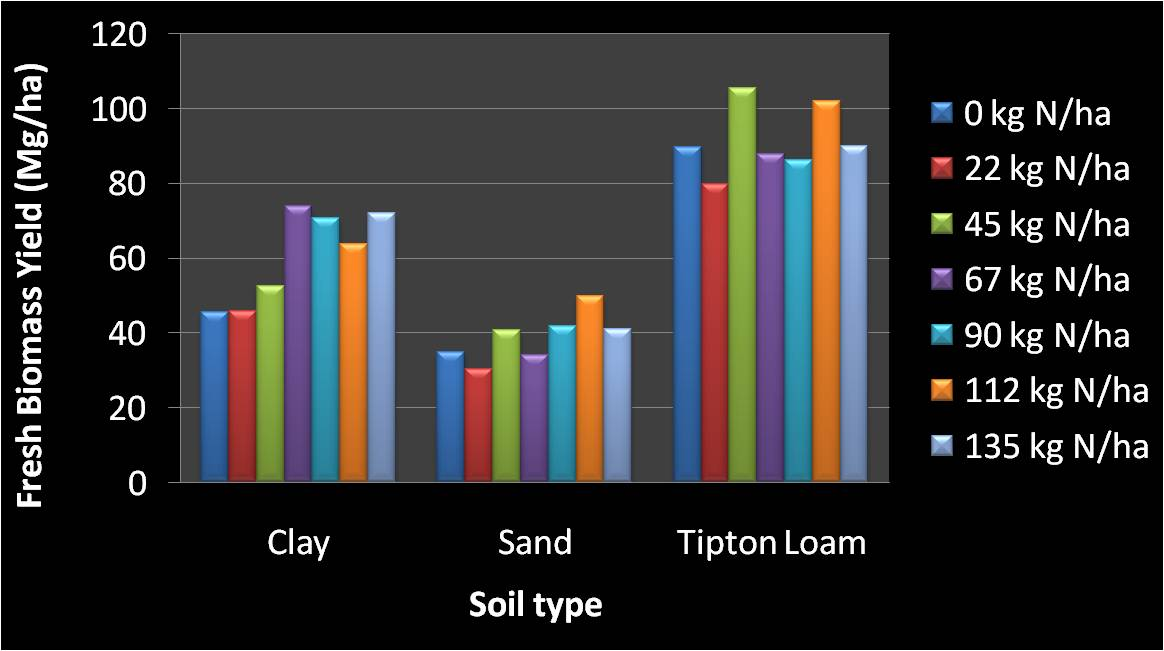 Fresh Biomass Yield (Mg/ha)
120
100
80
60
40
20
0
Clay
Sand
Tipton Loam
Soil type
0 kg N/ha
22 kg N/ha
45 kg N/ha
67 kg N/ha
90 kg N/ha
112 kg N/ha
135 kg N/ha